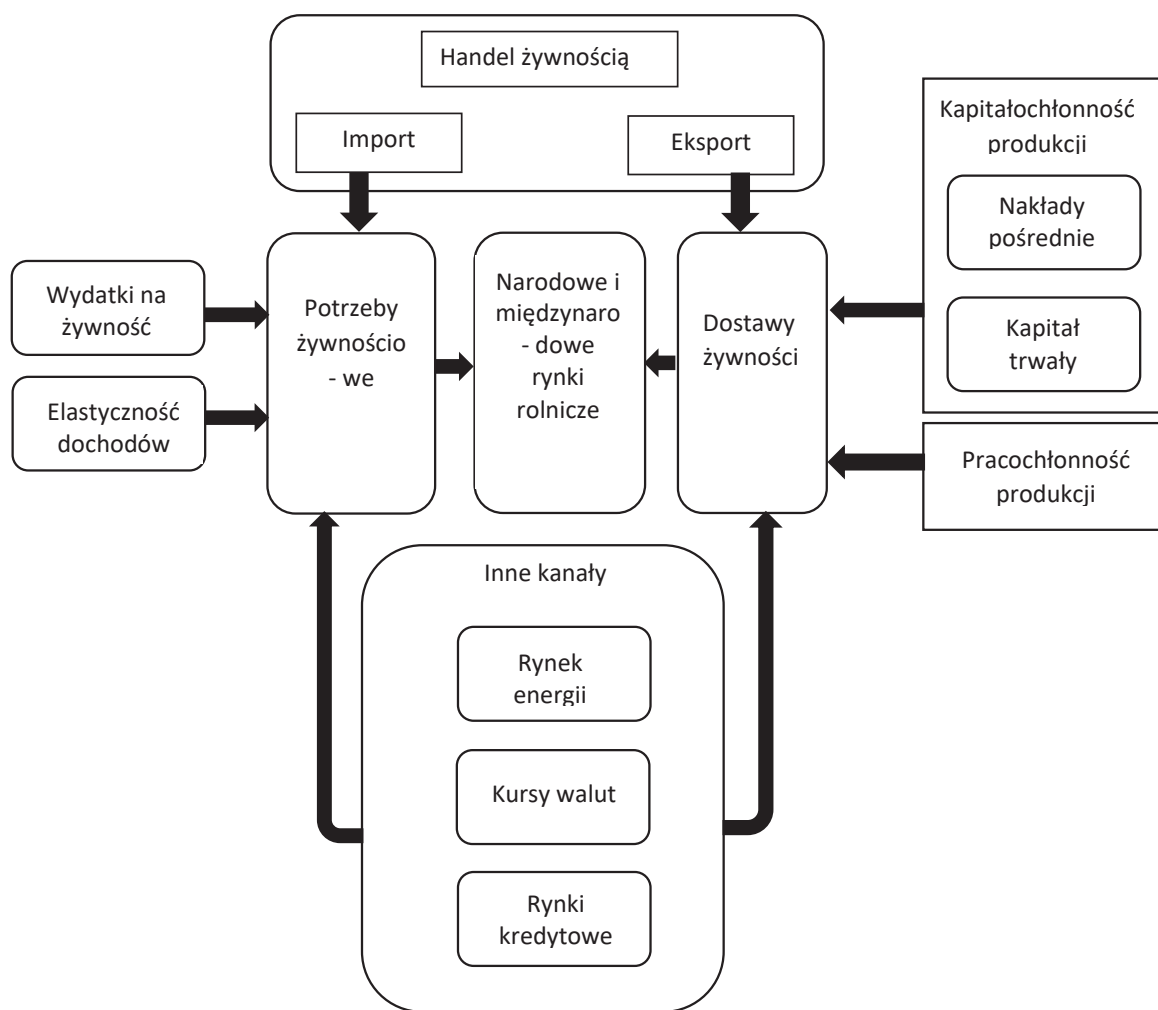 Handel żywnością
Import
Eksport
Kapitałochłonność
produkcji
Nakłady
pośrednie
Kapitał
trwały
Wydatki na
żywność
Elastyczność
dochodów
Potrzeby
żywnościo
- we
Narodowe i
międzynaro
- dowe
rynki
rolnicze
Dostawy
żywności
Pracochłonność
produkcji
Inne kanały
Rynek
energii
Kursy walut
Rynki
kredytowe